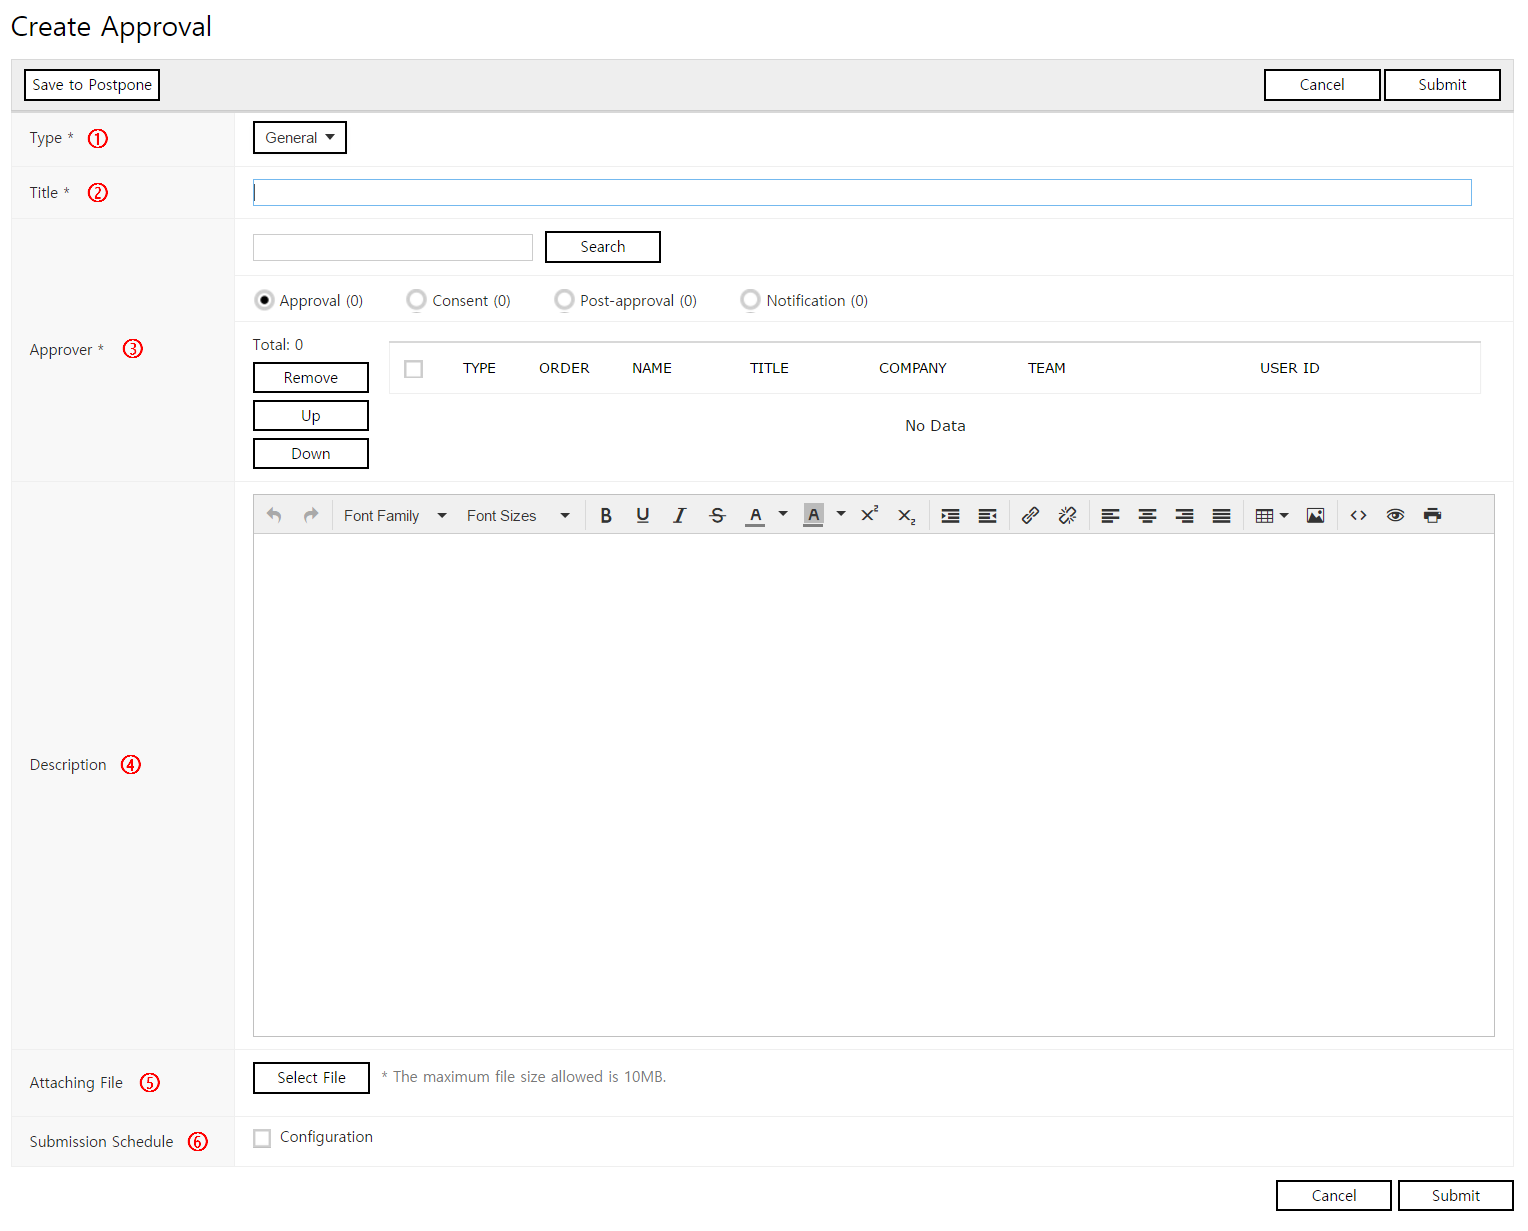 Create Approval
Save to Postpone Cancel Submit
Type * ① General
Title * ②
Search
Approval (0) Consent (0) Post-approval (0) Notification (0)
Approver * ③
Total: 0
Remove
Up
Down
TYPE ORDER NAME TITLE COMPANY TEAM USER ID
No Data
Font Family Font Sizes B U I S A A X² X₂
Description ④
Attaching File ⑤ Select File * The maximum file size allowed is 10MB.
Submission Schedule ⑥ Configuration
Cancel Submit